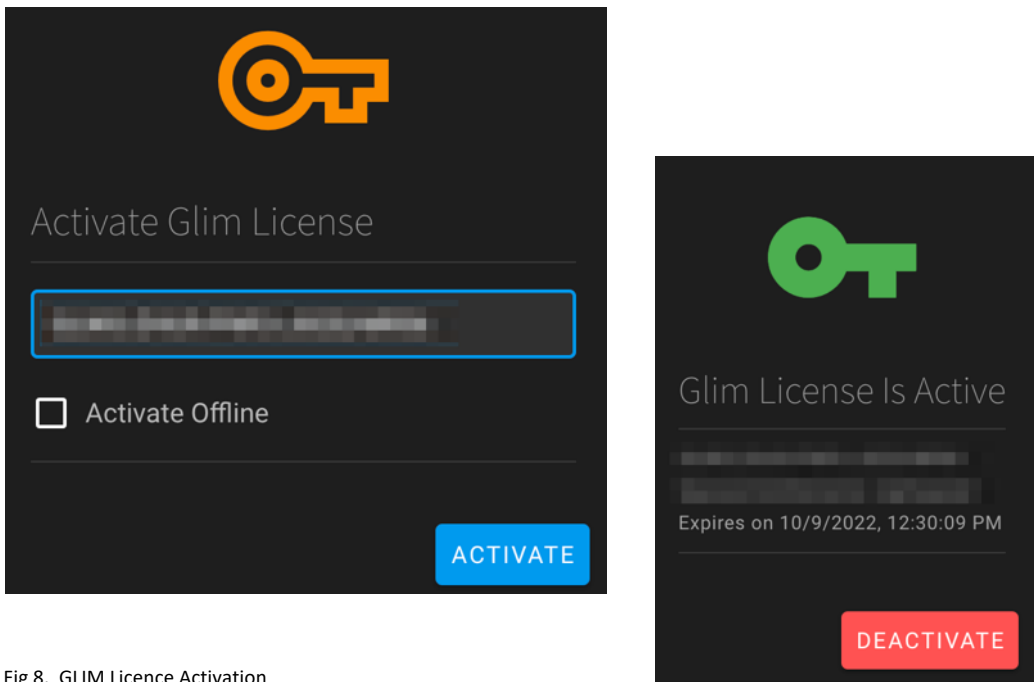 Activate Glim License
Activate Offline
ACTIVATE
Glim License Is Active
Expires on 10/9/2022, 12:30:09 PM
DEACTIVATE
Fig 8. GLIM Licence Activation